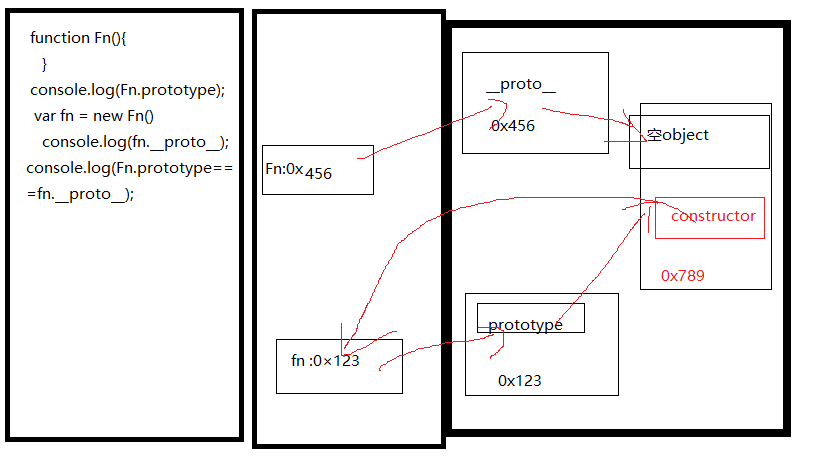 function Fn(){
}
console.log(Fn.prototype);
var fn = new Fn()
console.log(fn.__proto__);
console.log(Fn.prototype==
=fn.__proto__);
Fn:0x456
fn :0×123
__proto__
0x456
空object
constructor
0x789
prototype
0x123